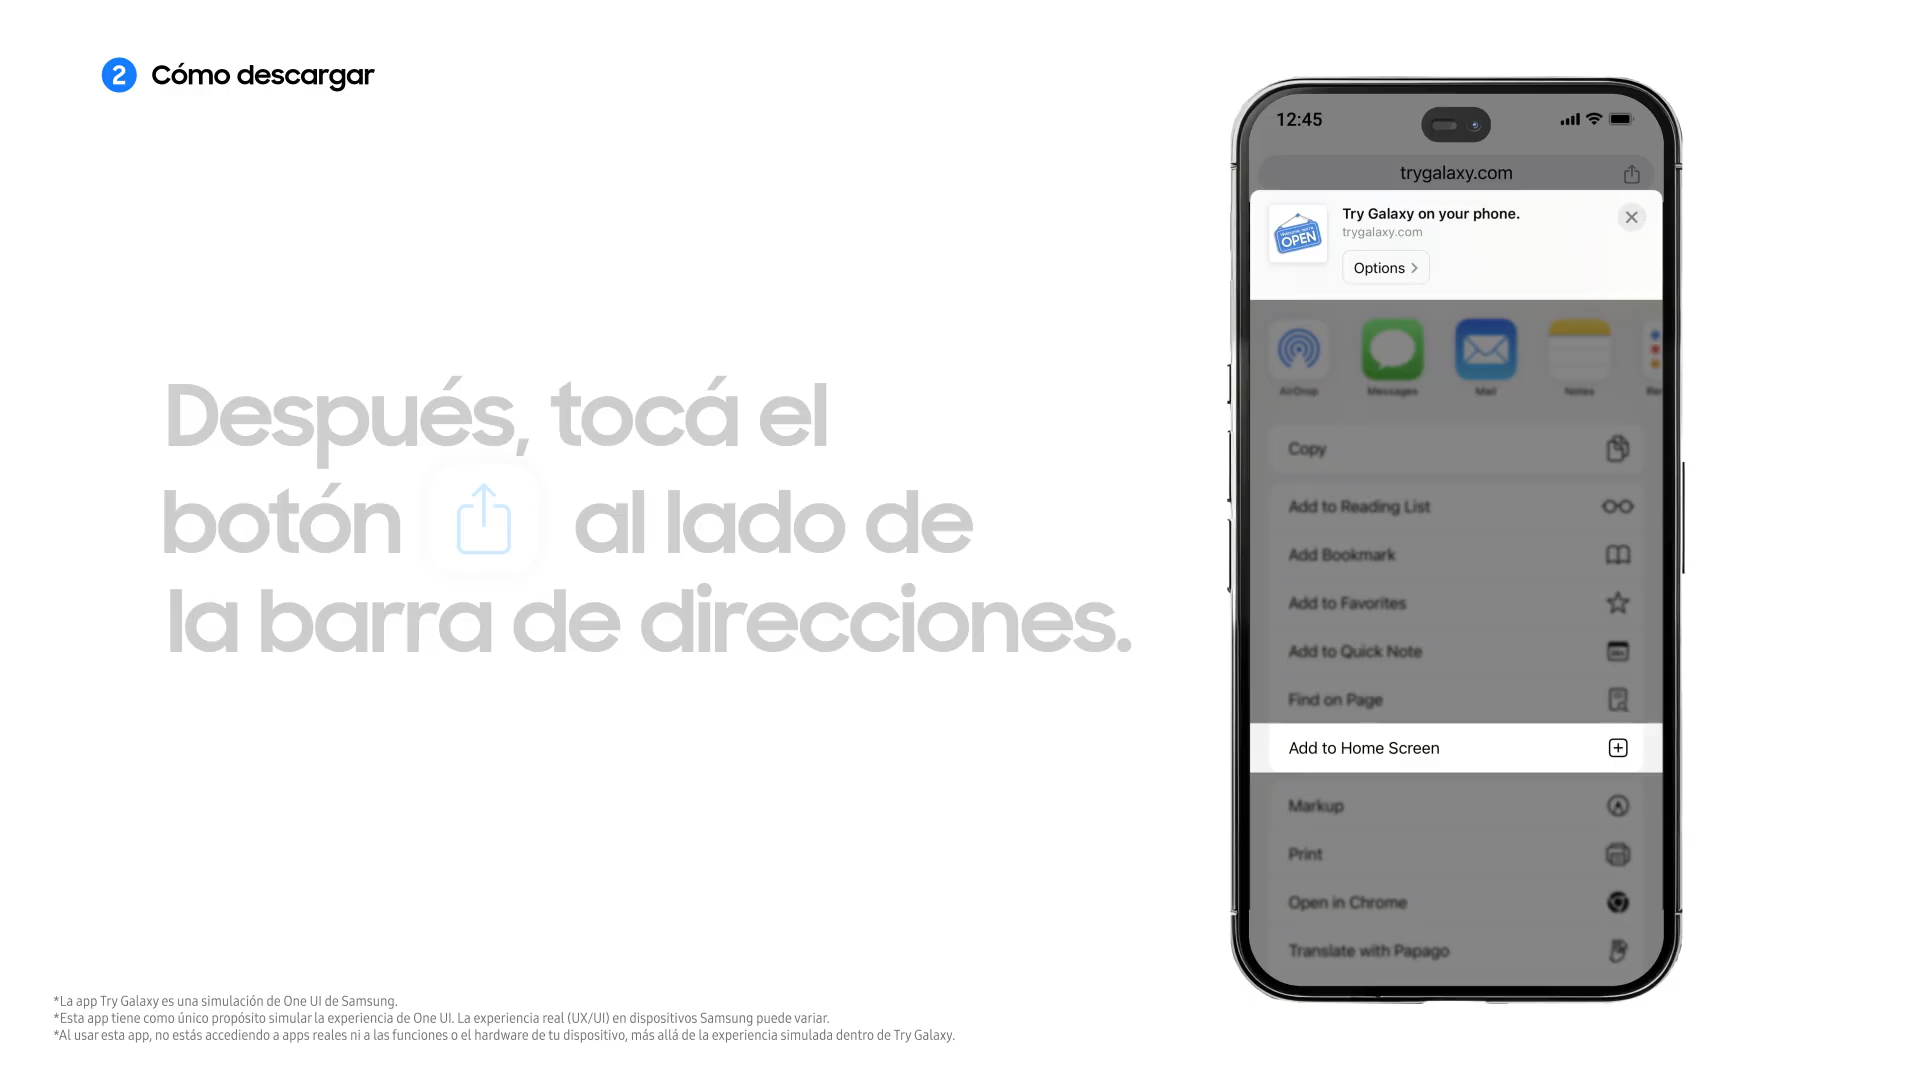 2 Cómo descargar
Después, tocá el
botón al lado de
la barra de direcciones.
12:45
trygalaxy.com
OPEN
Try Galaxy on your phone.
trygalaxy.com
Options
AirDrop
Messages
Mail
Notes
Copy
Add to Reading List
Add Bookmark
Add to Favorites
Add to Quick Note
Find on Page
Add to Home Screen
Markup
Print
Open in Chrome
Translate with Papago
*La app Try Galaxy es una simulación de One UI de Samsung.
*Esta app tiene como único propósito simular la experiencia de One UI. La experiencia real (UX/UI) en dispositivos Samsung puede variar.
*Al usar esta app, no estás accediendo a apps reales ni a las funciones o el hardware de tu dispositivo, más allá de la experiencia simulada dentro de Try Galaxy.